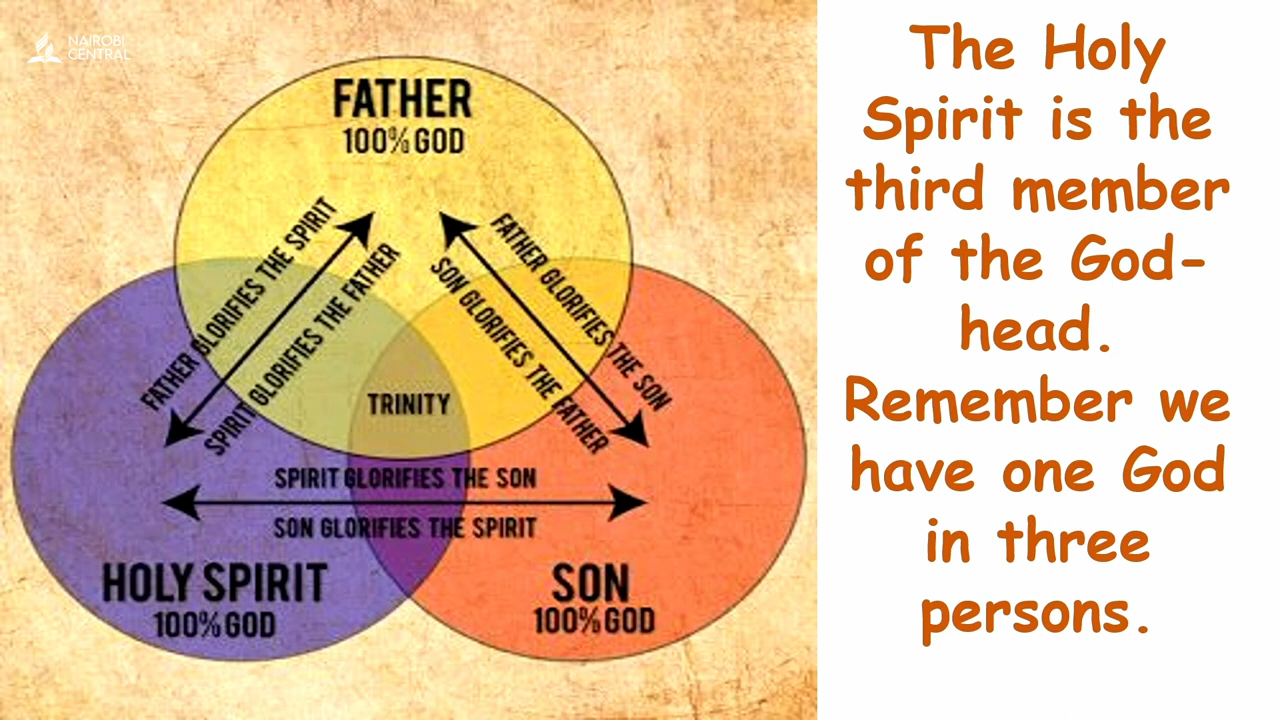 NAIROBI
CENTRAL
FATHER
100% GOD
FATHER GLORIFIES THE SPIRIT
SPIRIT GLORIFIES THE FATHER
FATHER GLORIFIES THE SON
SON GLORIFIES THE FATHER
TRINITY
SPIRIT GLORIFIES THE SON
SON GLORIFIES THE SPIRIT
HOLY SPIRIT
100% GOD
SON
100% GOD
The Holy
Spirit is the
third member
of the God-
head.
Remember we
have one God
in three
persons.